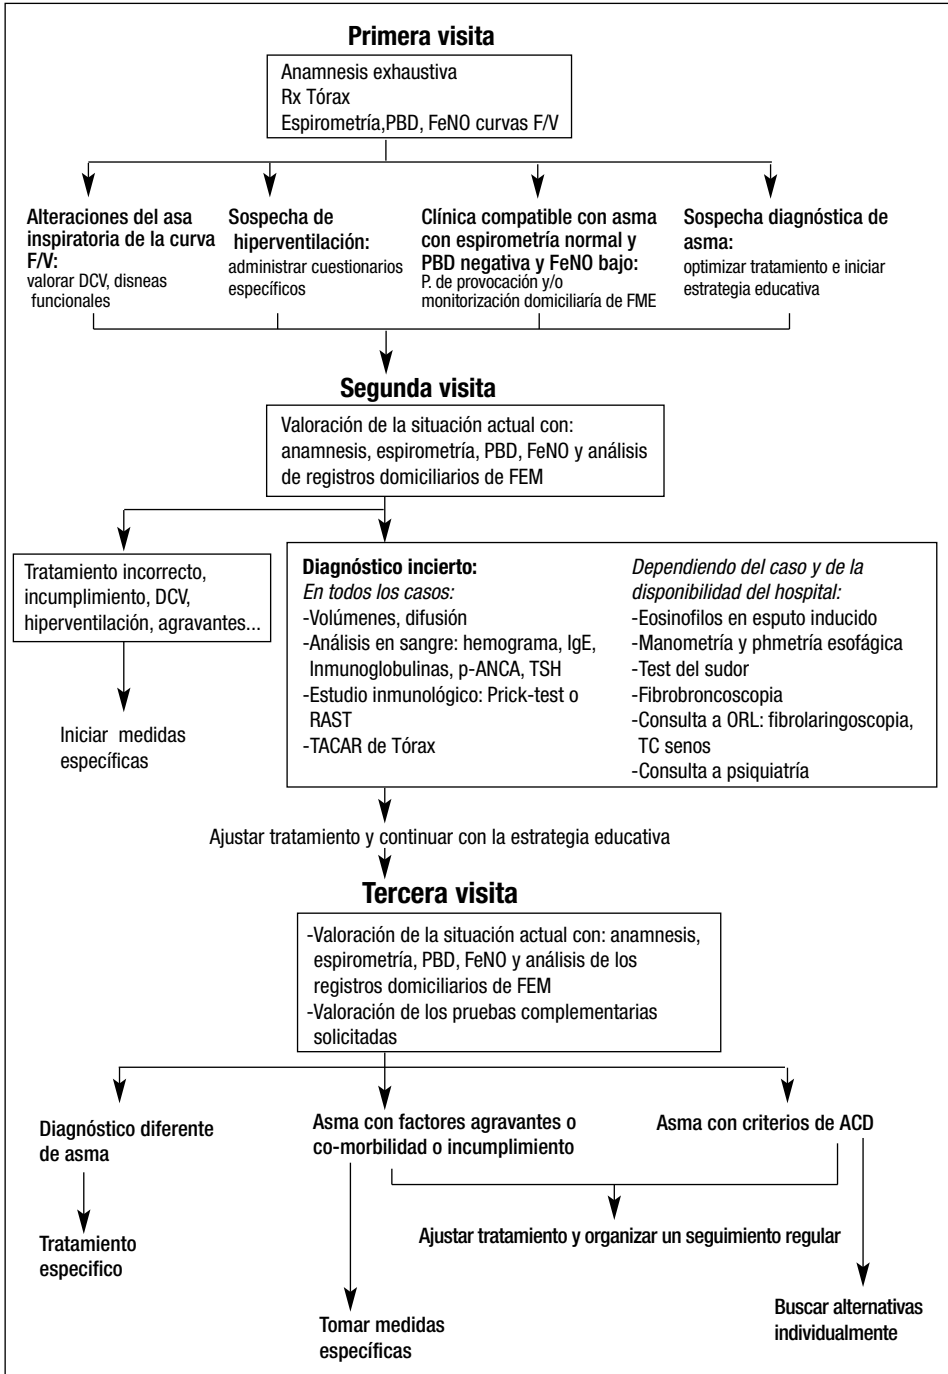 Primera visita
Anamnesis exhaustiva
Rx Tórax
Espirometría,PBD, FeNO curvas F/V
Alteraciones del asa
inspiratoria de la curva
F/V:
valorar DCV, disneas
funcionales
Sospecha de
hiperventilación:
administrar cuestionarios
específicos
Clínica compatible con asma
con espirometría normal y
PBD negativa y FeNO bajo:
P. de provocación y/o
monitorización domiciliaría de FME
Sospecha diagnóstica de
asma:
optimizar tratamiento e iniciar
estrategia educativa
Segunda visita
Valoración de la situación actual con:
anamnesis, espirometría, PBD, FeNO y análisis
de registros domiciliarios de FEM
Tratamiento incorrecto,
incumplimiento, DCV,
hiperventilación, agravantes...
Iniciar medidas
específicas
Diagnóstico incierto:
En todos los casos:
-Volúmenes, difusión
-Análisis en sangre: hemograma, IgE,
Inmunoglobulinas, p-ANCA, TSH
-Estudio inmunológico: Prick-test o
RAST
-TACAR de Tórax
Dependiendo del caso y de la
disponibilidad del hospital:
-Eosinofilos en esputo inducido
-Manometría y phmetría esofágica
-Test del sudor
-Fibrobroncoscopia
-Consulta a ORL: fibrolaringoscopia,
TC senos
-Consulta a psiquiatría
Ajustar tratamiento y continuar con la estrategia educativa
Tercera visita
-Valoración de la situación actual con: anamnesis,
espirometría, PBD, FeNO y análisis de los
registros domiciliarios de FEM
-Valoración de los pruebas complementarias
solicitadas
Diagnóstico diferente
de asma
Asma con factores agravantes o
co-morbilidad o incumplimiento
Asma con criterios de ACD
Tratamiento
especifico
Ajustar tratamiento y organizar un seguimiento regular
Tomar medidas
específicas
Buscar alternativas
individualmente